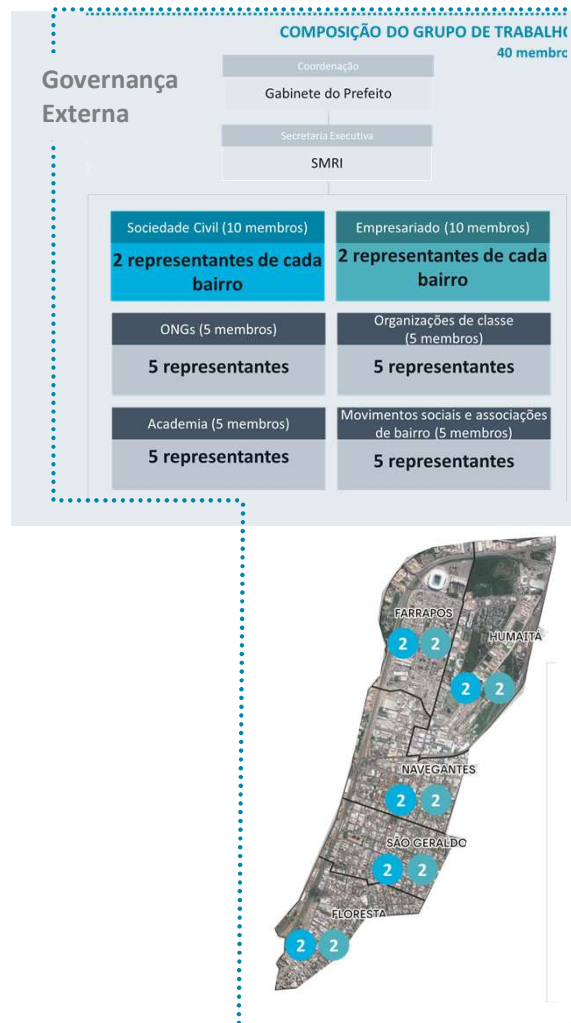 COMPOSIÇÃO DO GRUPO DE TRABALHO
40 membro
Governança
Externa
Coordenação
Gabinete do Prefeito
Secretaria Executiva
SMRI
Sociedade Civil (10 membros)
2 representantes de cada
bairro
Empresariado (10 membros)
2 representantes de cada
bairro
ONGs (5 membros)
5 representantes
Organizações de classe
(5 membros)
5 representantes
Academia (5 membros)
5 representantes
Movimentos sociais e associações
de bairro (5 membros)
5 representantes
FARRAPOS
2 2
HUMAITÁ
2 2
NAVEGANTES
2 2
SÃO GERALDO
2 2
FLORESTA
2 2